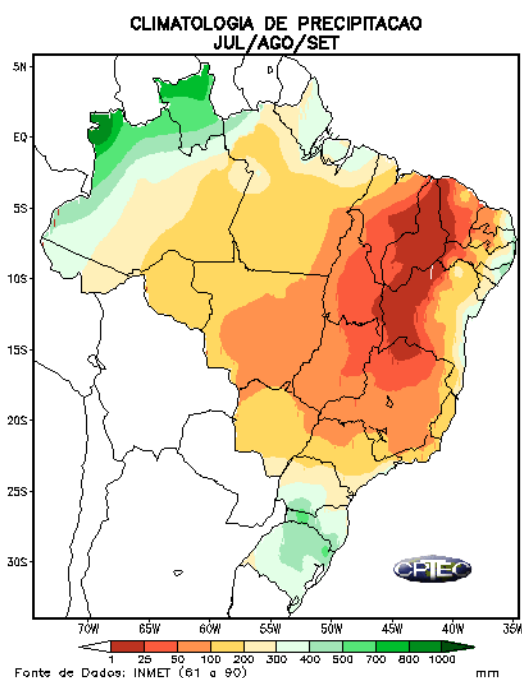 CLIMATOLOGIA DE PRECIPITACAO
JUL/AGO/SET
5N
EQ
5S
10S
15S
20S
25S
30S
CPTEC
70W 65W 60W 55W 50W 45W 40W 35W
1 25 50 100 200 300 400 500 700 800 1000
Fonte de Dados: INMET (61 a 90) mm